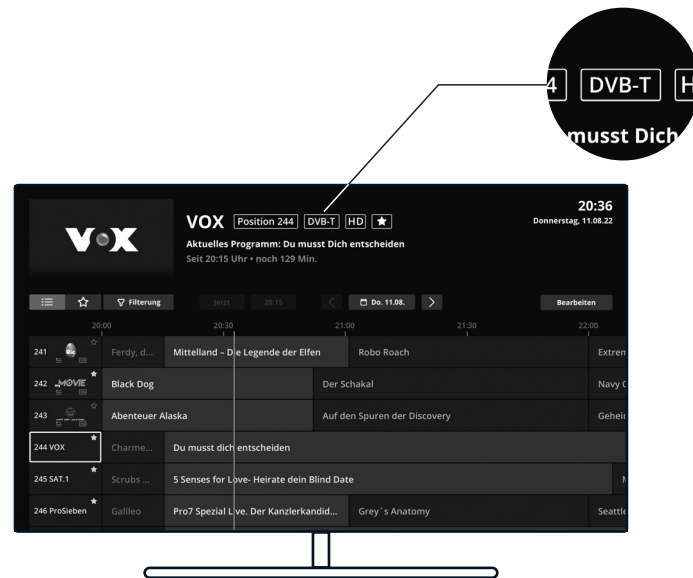 4 DVB-T H
musst Dich
VOX Position 244 DVB-T HD
20:36
Donnerstag, 11.08.22
VOX
Aktuelles Programm: Du musst Dich entscheiden
Seit 20:15 Uhr • noch 129 Min.
Filterung Jetzt 20:15 Do. 11.08. Bearbeiten
20:00 20:30 21:00 21:30 22:00
241 Ferdy, d... Mittelland – Die Legende der Elfen Robo Roach Extrem
242 MOVIE Black Dog Der Schakal Navy C
243 Abenteuer Alaska Auf den Spuren der Discovery Gehei
244 VOX Charme... Du musst dich entscheiden
245 SAT.1 Scrubs ... 5 Senses for Love- Heirate dein Blind Date
246 ProSieben Galileo Pro7 Spezial Live. Der Kanzlerkandid... Grey´s Anatomy Seattle